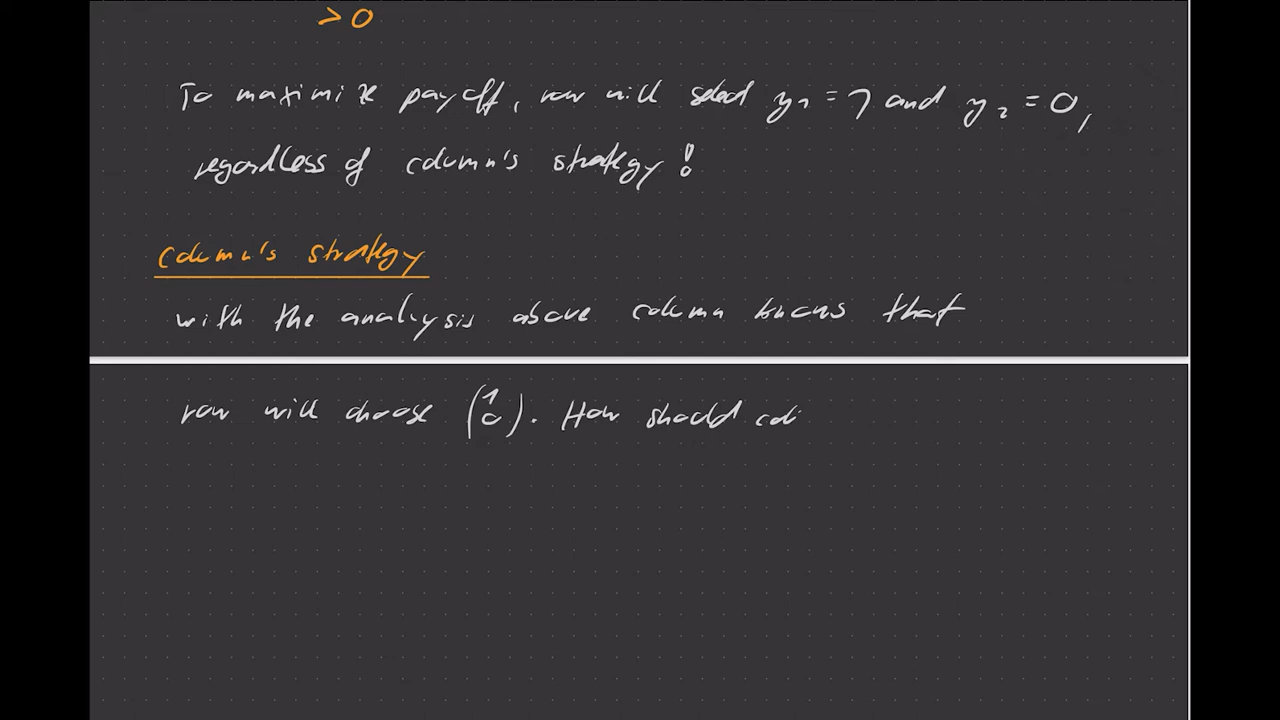 > 0
To maximize payoff, row will select y₁ = 1 and y₂ = 0,
regardless of column's strategy!
column's strategy
with the analysis above column knows that
row will choose (1 0). How should col